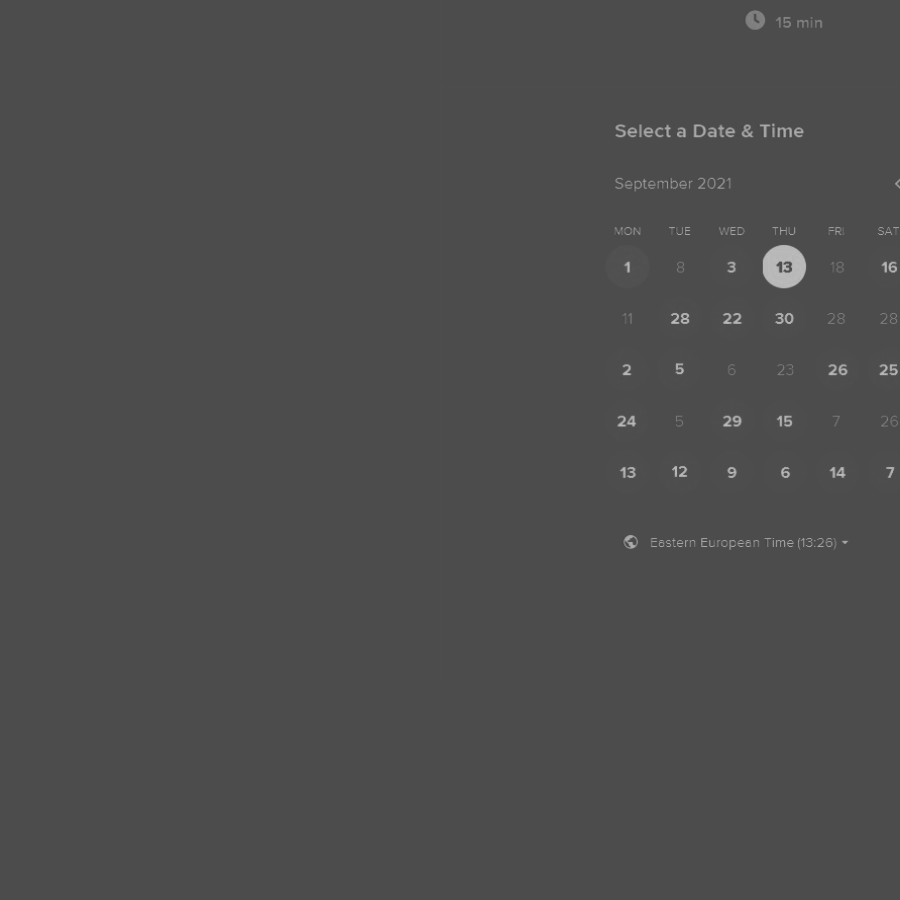 15 min
Select a Date & Time
September 2021
MON TUE WED THU FRI SAT
1 8 3 13 18 16
11 28 22 30 28 28
2 5 6 23 26 25
24 5 29 15 7 26
13 12 9 6 14 7
Eastern European Time (13:26)